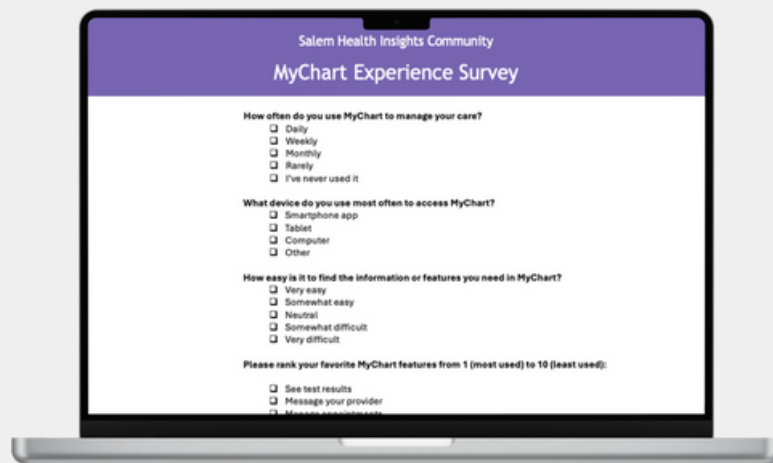 Salem Health Insights Community
MyChart Experience Survey
How often do you use MyChart to manage your care?
Daily
Weekly
Monthly
Rarely
I've never used it
What device do you use most often to access MyChart?
Smartphone app
Tablet
Computer
Other
How easy is it to find the information or features you need in MyChart?
Very easy
Somewhat easy
Neutral
Somewhat difficult
Very difficult
Please rank your favorite MyChart features from 1 (most used) to 10 (least used):
See test results
Message your provider
Manage appointments